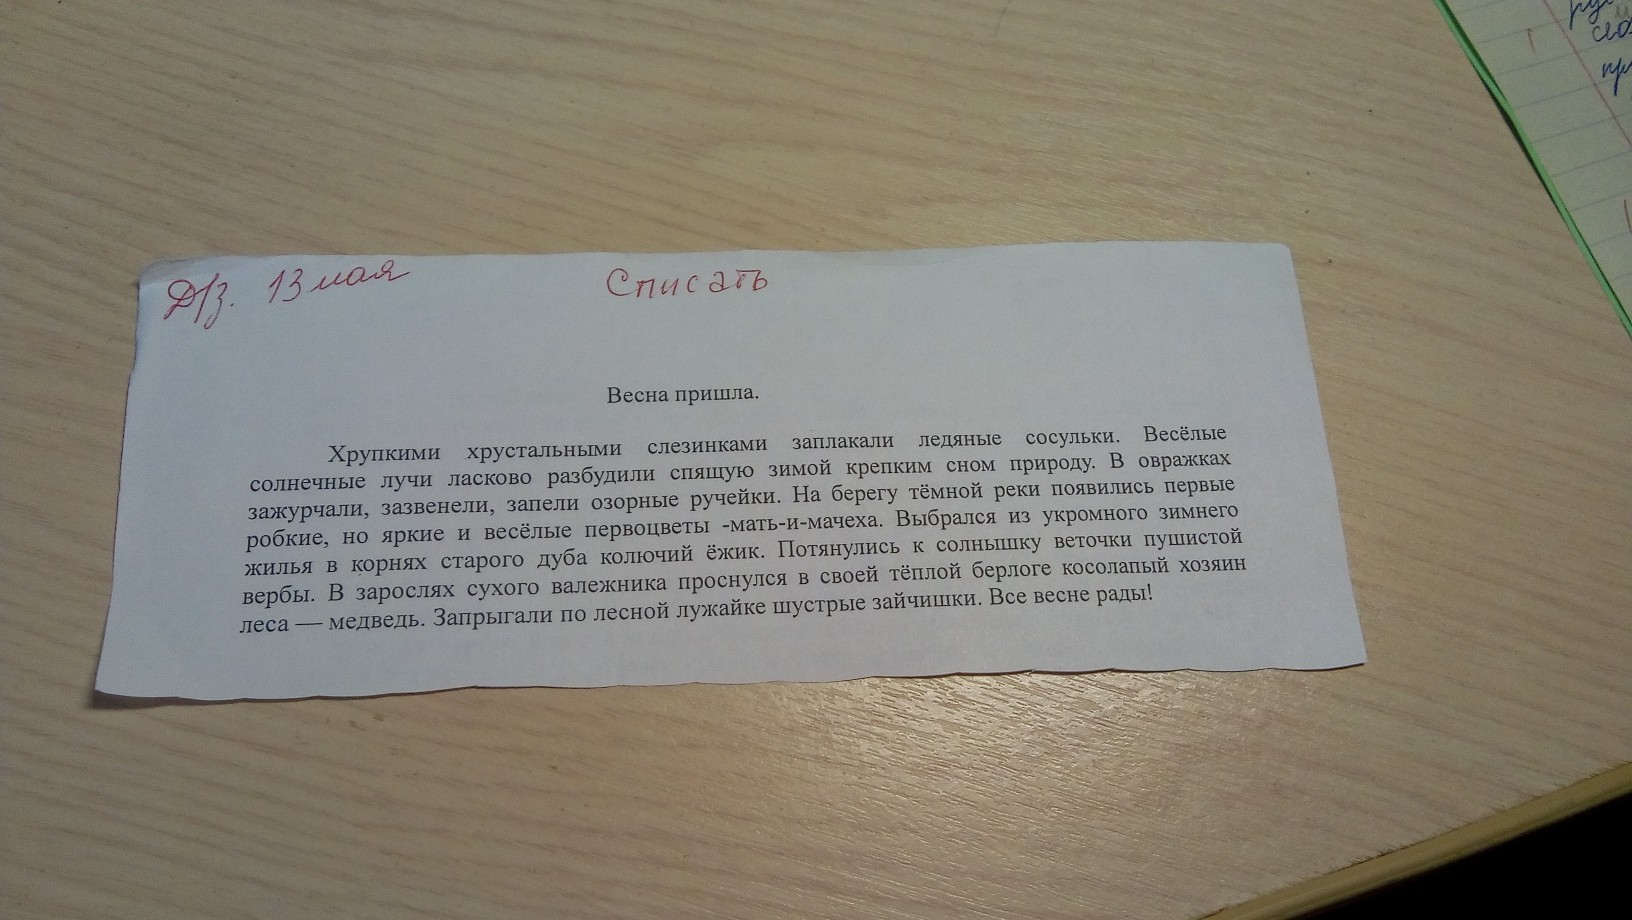 Д/з. 13 мая Списать
Весна пришла.
Хрупкими хрустальными слезинками заплакали ледяные сосульки. Весёлые
солнечные лучи ласково разбудили спящую зимой крепким сном природу. В овражках
зажурчали, зазвенели, запели озорные ручейки. На берегу тёмной реки появились первые
робкие, но яркие и весёлые первоцветы -мать-и-мачеха. Выбрался из укромного зимнего
жилья в корнях старого дуба колючий ёжик. Потянулись к солнышку веточки пушистой
вербы. В зарослях сухого валежника проснулся в своей тёплой берлоге косолапый хозяин
леса — медведь. Запрыгали по лесной лужайке шустрые зайчишки. Все весне рады!